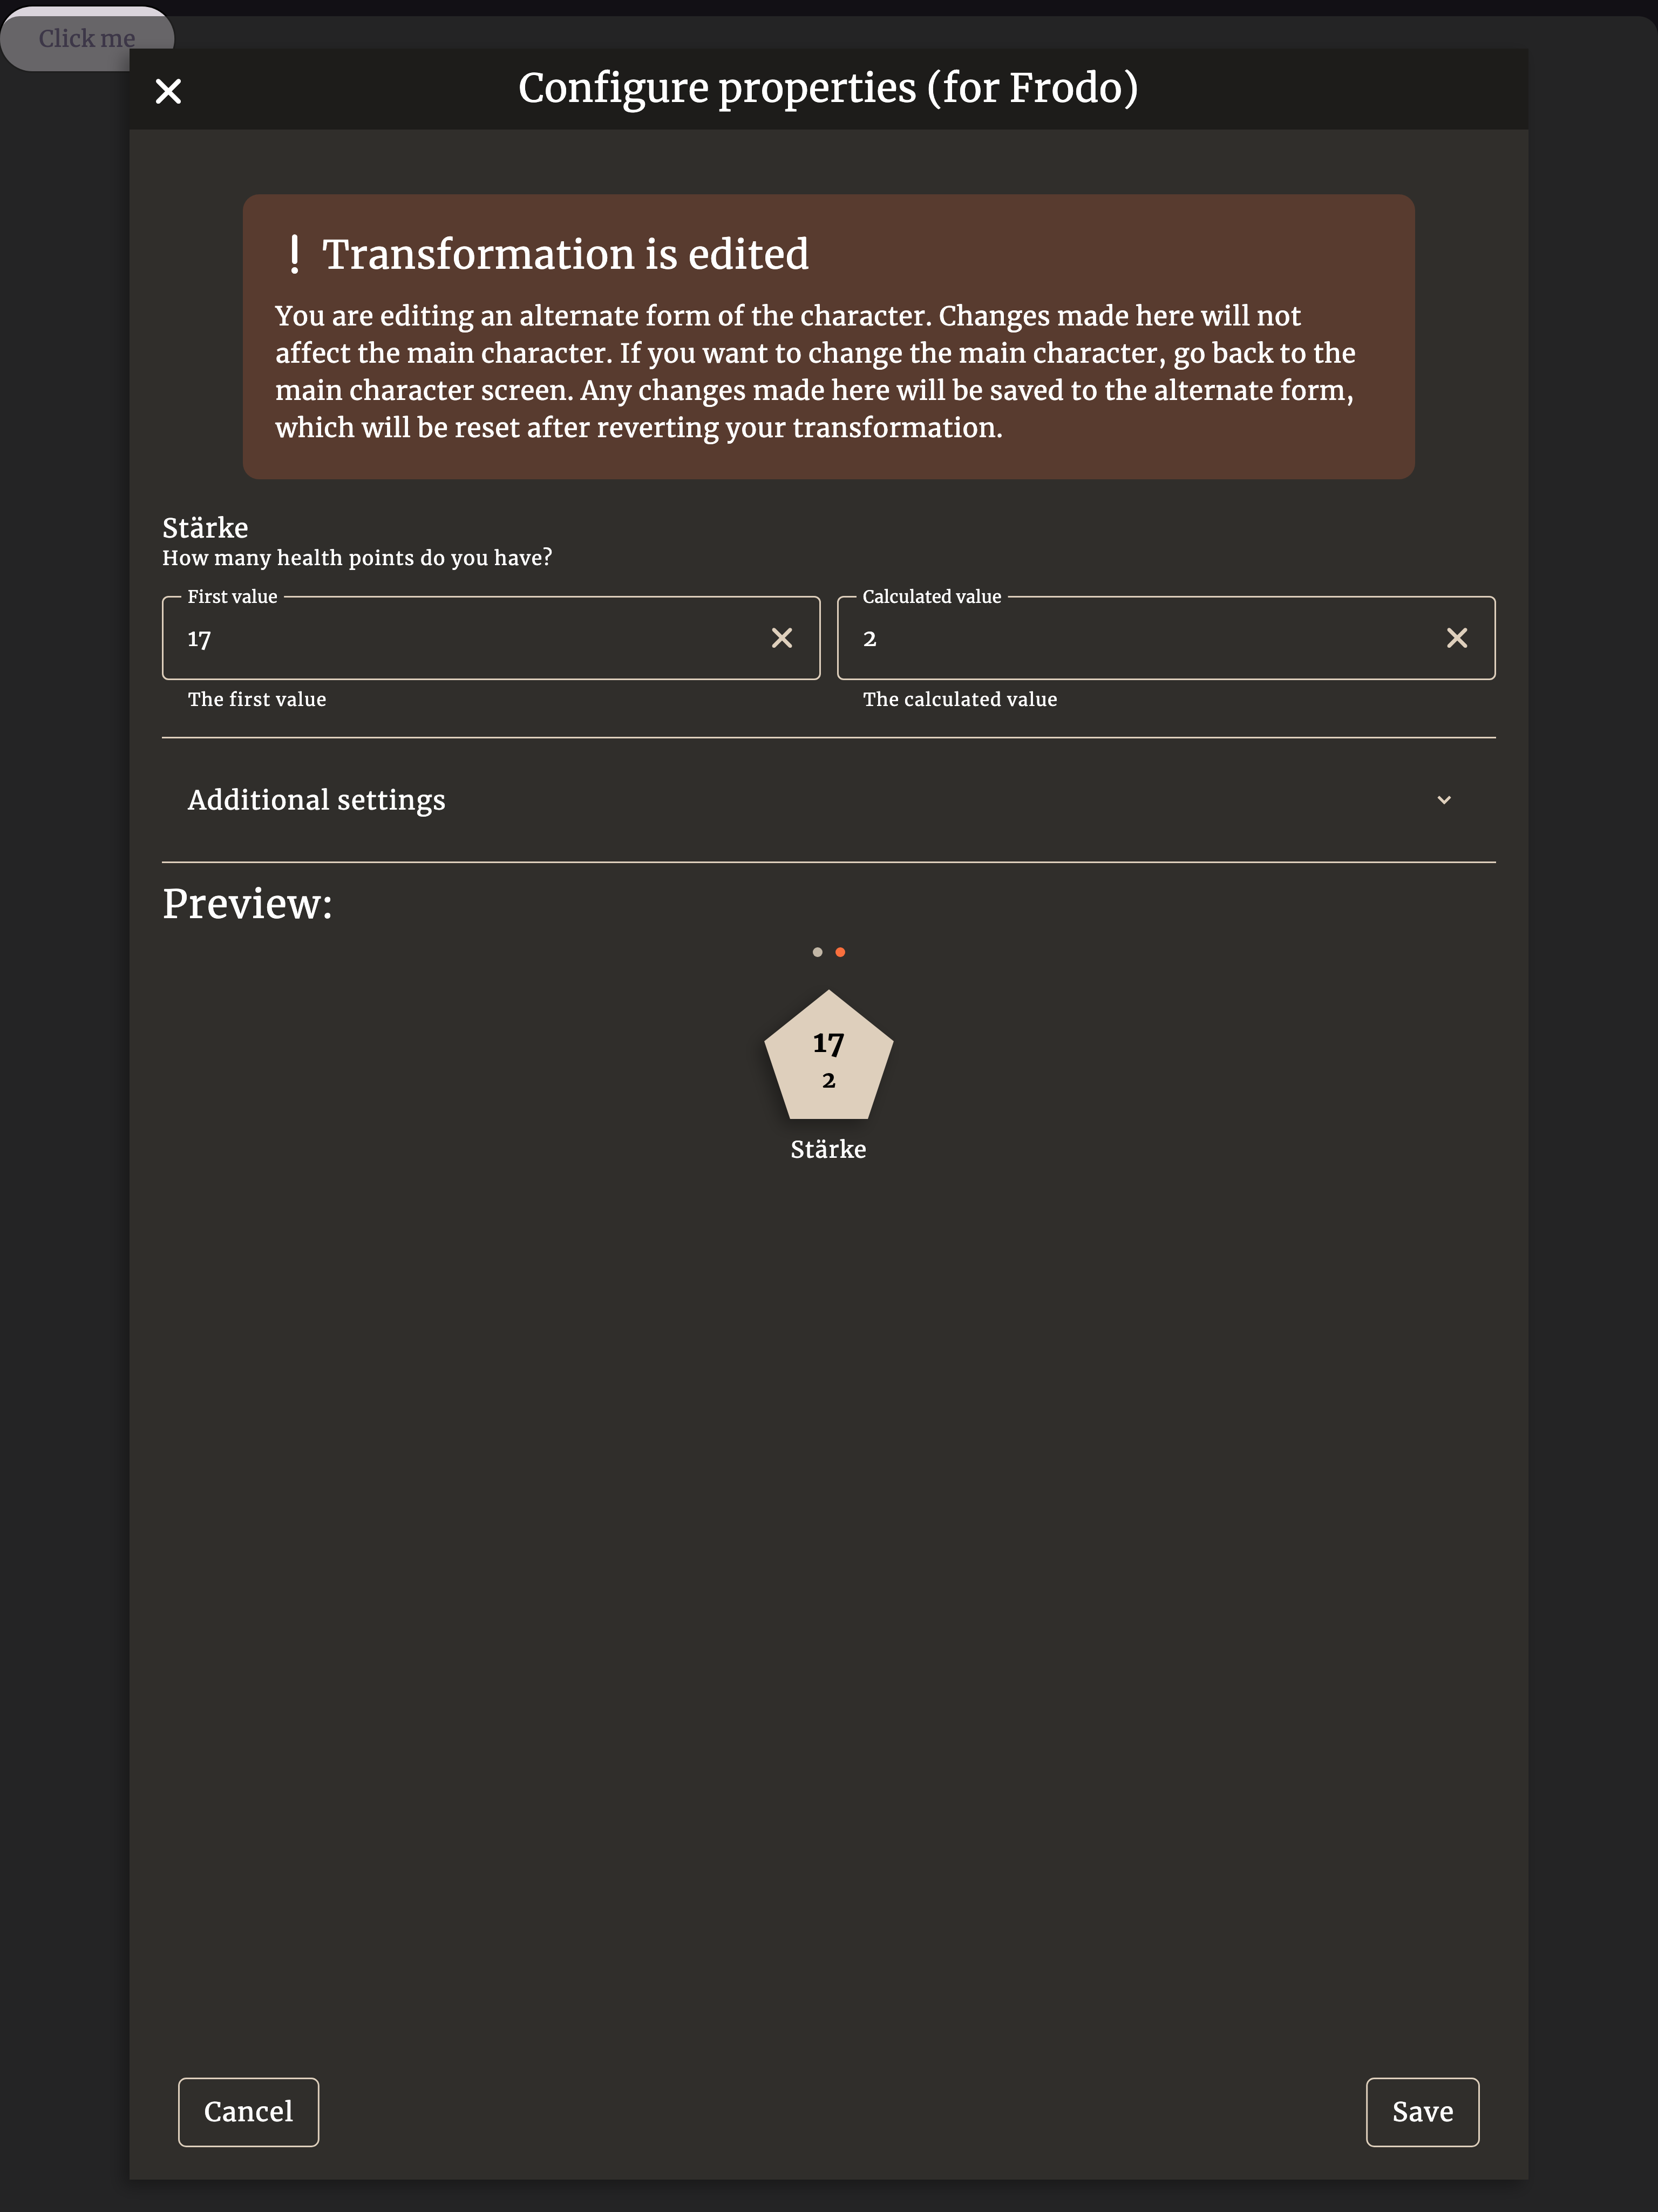 Click me
Configure properties (for Frodo)
! Transformation is edited
You are editing an alternate form of the character. Changes made here will not
affect the main character. If you want to change the main character, go back to the
main character screen. Any changes made here will be saved to the alternate form,
which will be reset after reverting your transformation.
Stärke
How many health points do you have?
First value
17
The first value
Calculated value
2
The calculated value
Additional settings
Preview:
17
2
Stärke
Cancel
Save